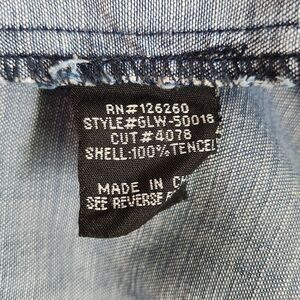 RN#126260
STYLE#GLW-50018
CUT#4078
SHELL:100%TENCEL
MADE IN
SEE REVERSE